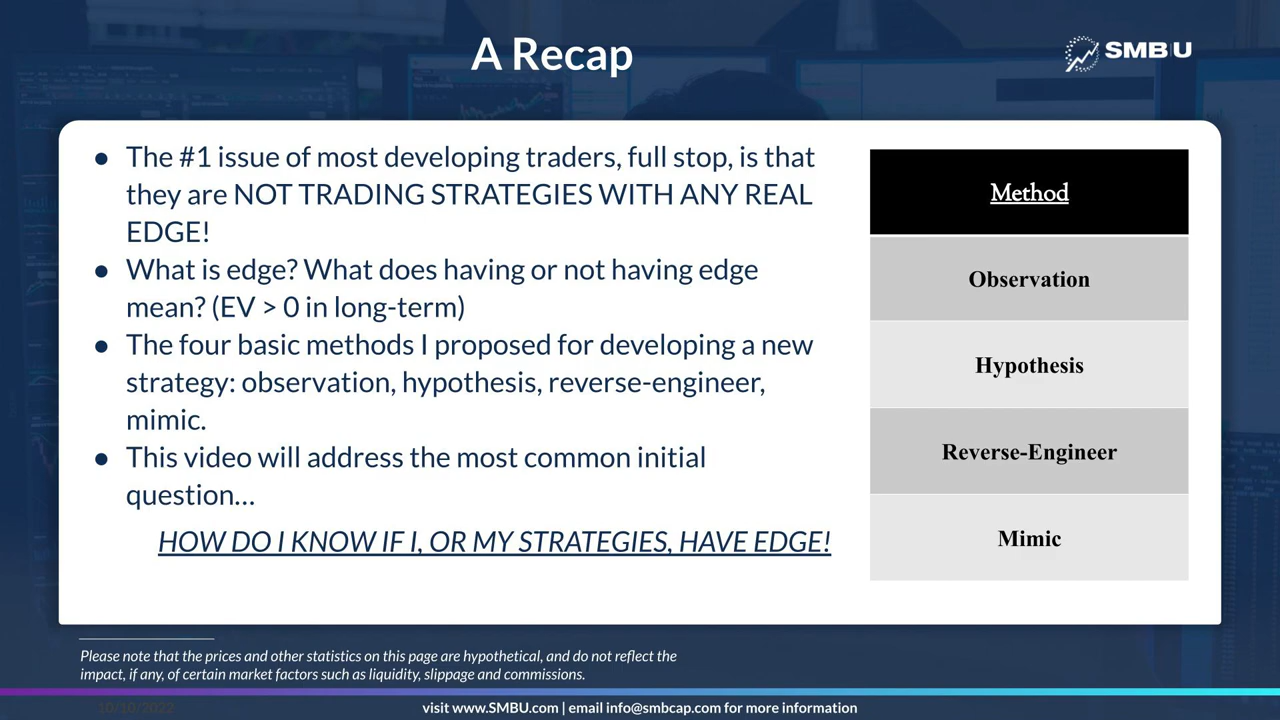 A Recap
SMBU
● The #1 issue of most developing traders, full stop, is that
they are NOT TRADING STRATEGIES WITH ANY REAL
EDGE!
● What is edge? What does having or not having edge
mean? (EV > 0 in long-term)
● The four basic methods I proposed for developing a new
strategy: observation, hypothesis, reverse-engineer,
mimic.
● This video will address the most common initial
question...
HOW DO I KNOW IF I, OR MY STRATEGIES, HAVE EDGE!
Method
Observation
Hypothesis
Reverse-Engineer
Mimic
Please note that the prices and other statistics on this page are hypothetical, and do not reflect the
impact, if any, of certain market factors such as liquidity, slippage and commissions.
10/10/2022
visit www.SMBU.com | email info@smbcap.com for more information